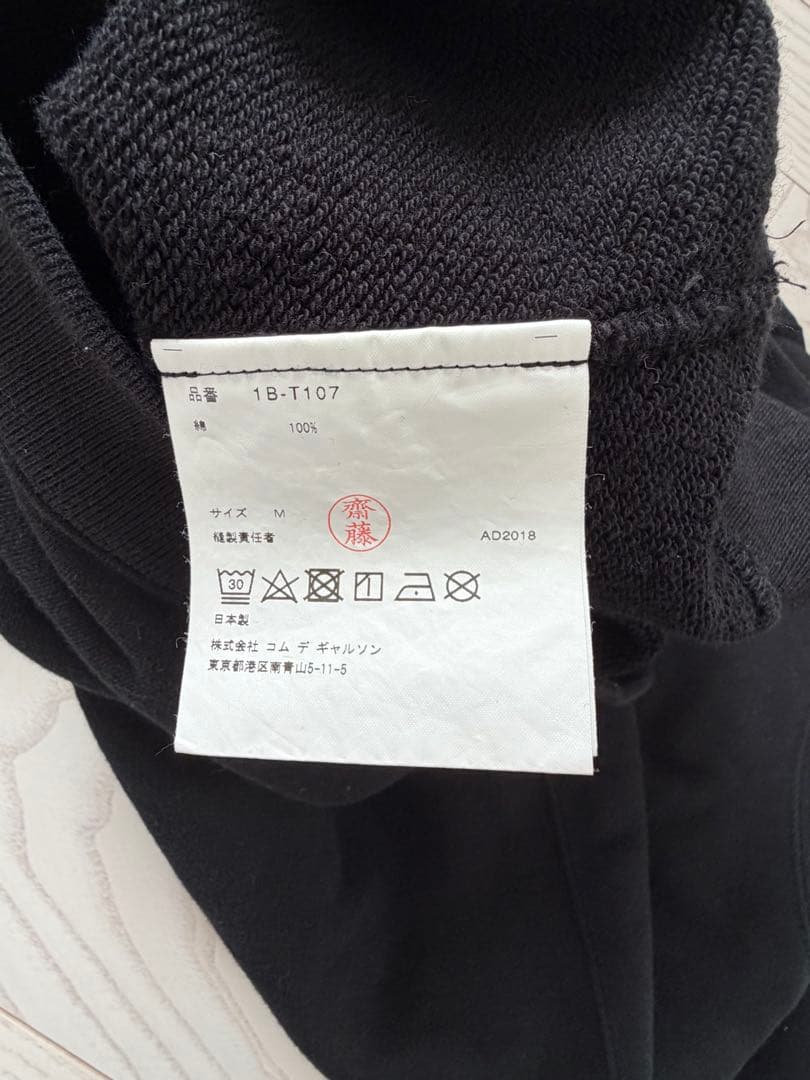 品番 1B-T107
綿 100%
サイズ M
齋藤
縫製責任者 AD2018
30
日本製
株式会社 コム デ ギャルソン
東京都港区南青山5-11-5